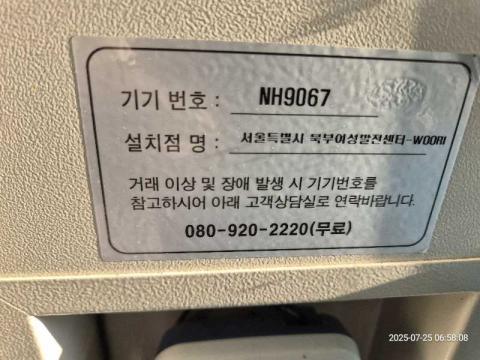 기기 번호 : NH9067
설치점 명 : 서울특별시 북부여성발전센터-WOORI
거래 이상 및 장애 발생 시 기기번호를
참고하시어 아래 고객상담실로 연락바랍니다.
080-920-2220(무료)
2025-07-25 06:58:08